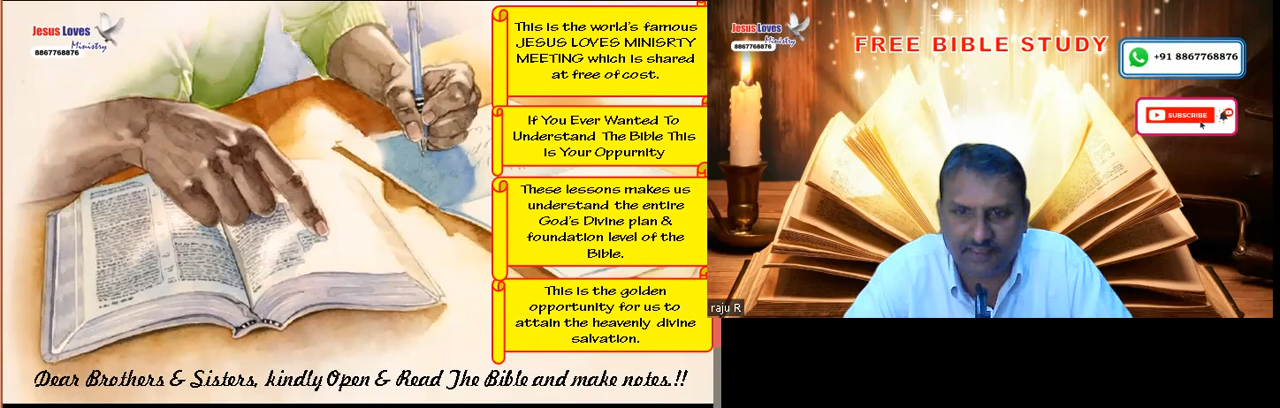 Jesus Loves
Ministry
8867768876
This is the world's famous
JESUS LOVES MINISRTY
MEETING which is shared
at free of cost.
If You Ever Wanted To
Understand The Bible This
is Your Oppurnity
These lessons makes us
understand the entire
God's Divine plan &
foundation level of the
Bible.
This is the golden
opportunity for us to
attain the heavenly divine
salvation.
Dear Brothers & Sisters, kindly Open & Read The Bible and make notes.!!
Jesus Loves
Ministry
8867768876
FREE BIBLE STUDY
+91 8867768876
SUBSCRIBE
raju R